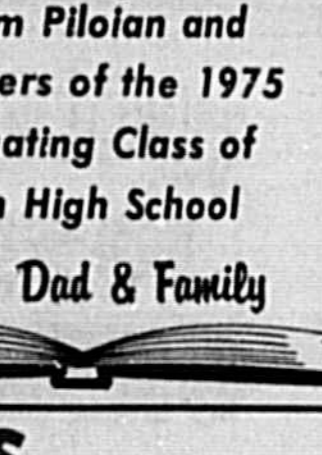 m Piloian and
ers of the 1975
ating Class of
High School
Dad & Family
s